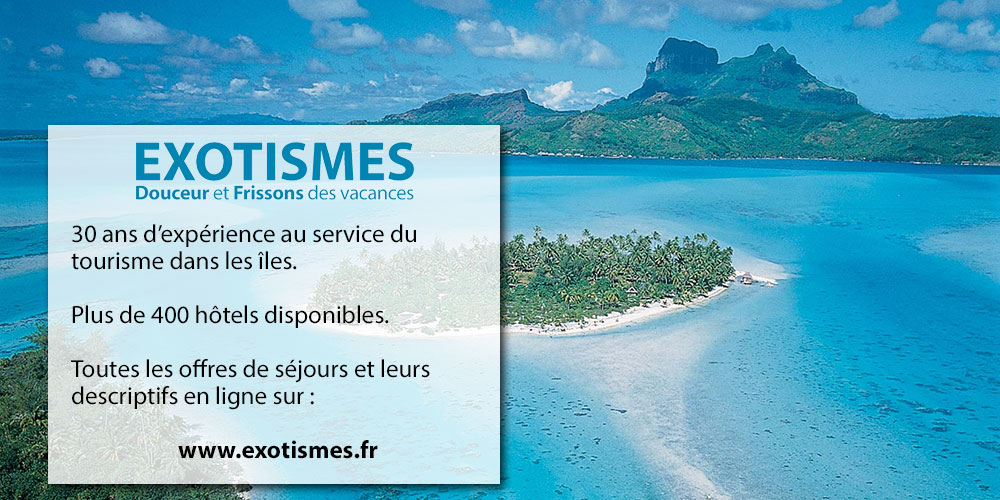 EXOTISMES
Douceur et Frissons des vacances
30 ans d’expérience au service du
tourisme dans les îles.
Plus de 400 hôtels disponibles.
Toutes les offres de séjours et leurs
descriptifs en ligne sur :
www.exotismes.fr